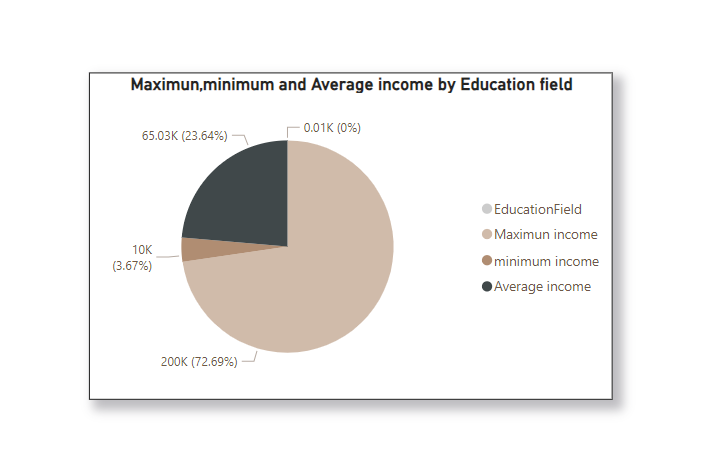 Maximun,minimum and Average income by Education field
65.03K (23.64%)
0.01K (0%)
10K
(3.67%)
200K (72.69%)
EducationField
Maximun income
minimum income
Average income